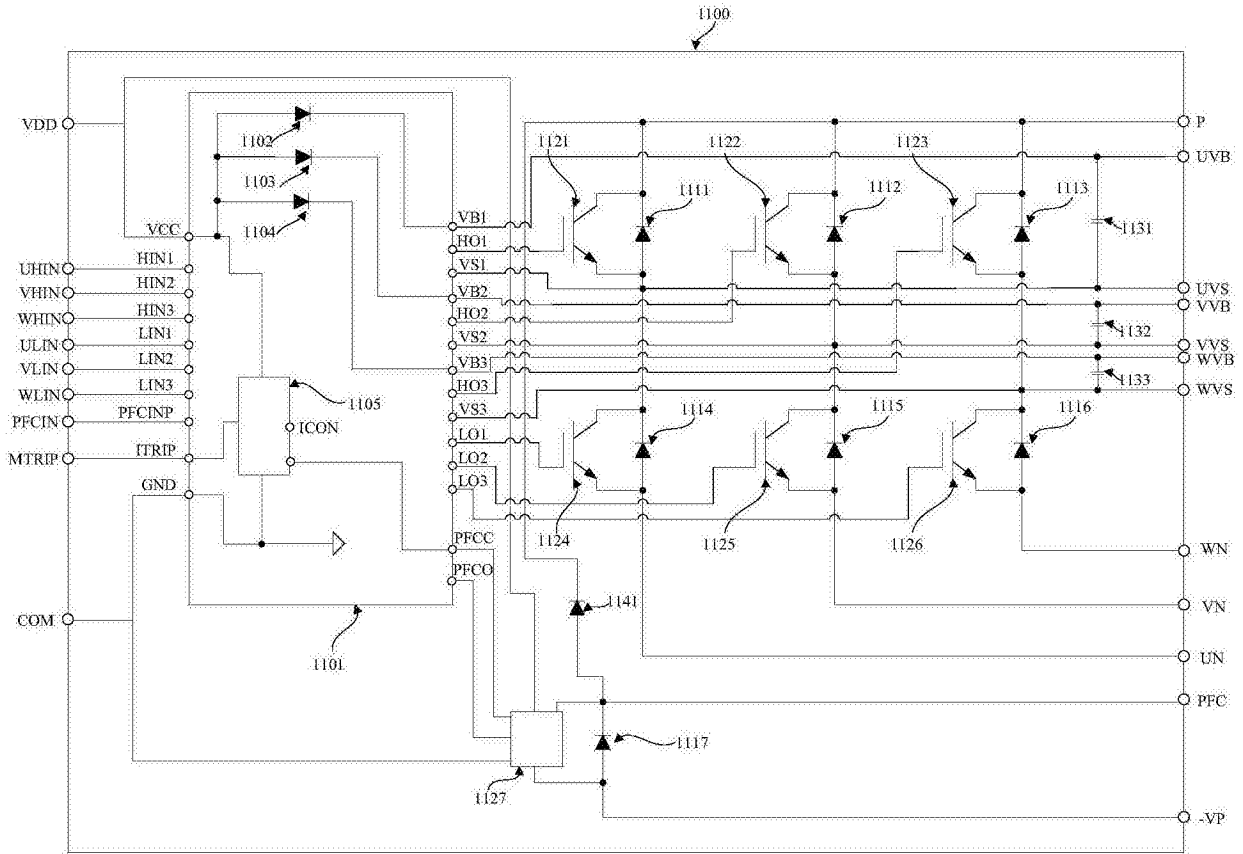 1100
VDD
1102
1103
1104
VCC
UHIN
HIN1
VHIN
HIN2
WHIN
HIN3
ULIN
LIN1
VLIN
LIN2
WLIN
LIN3
PFCIN
PFCINP
MTRIP
ITRIP
GND
COM
1105
ICON
1101
VB1
HO1
VS1
VB2
HO2
VS2
VB3
HO3
VS3
LO1
LO2
LO3
PFCC
PFCO
1121
1111
1122
1112
1123
1113
1131
1132
1133
1114
1115
1116
1124
1125
1126
1141
1117
1127
P
UVB
UVS
VVB
VVS
WVB
WVS
WN
VN
UN
PFC
-VP